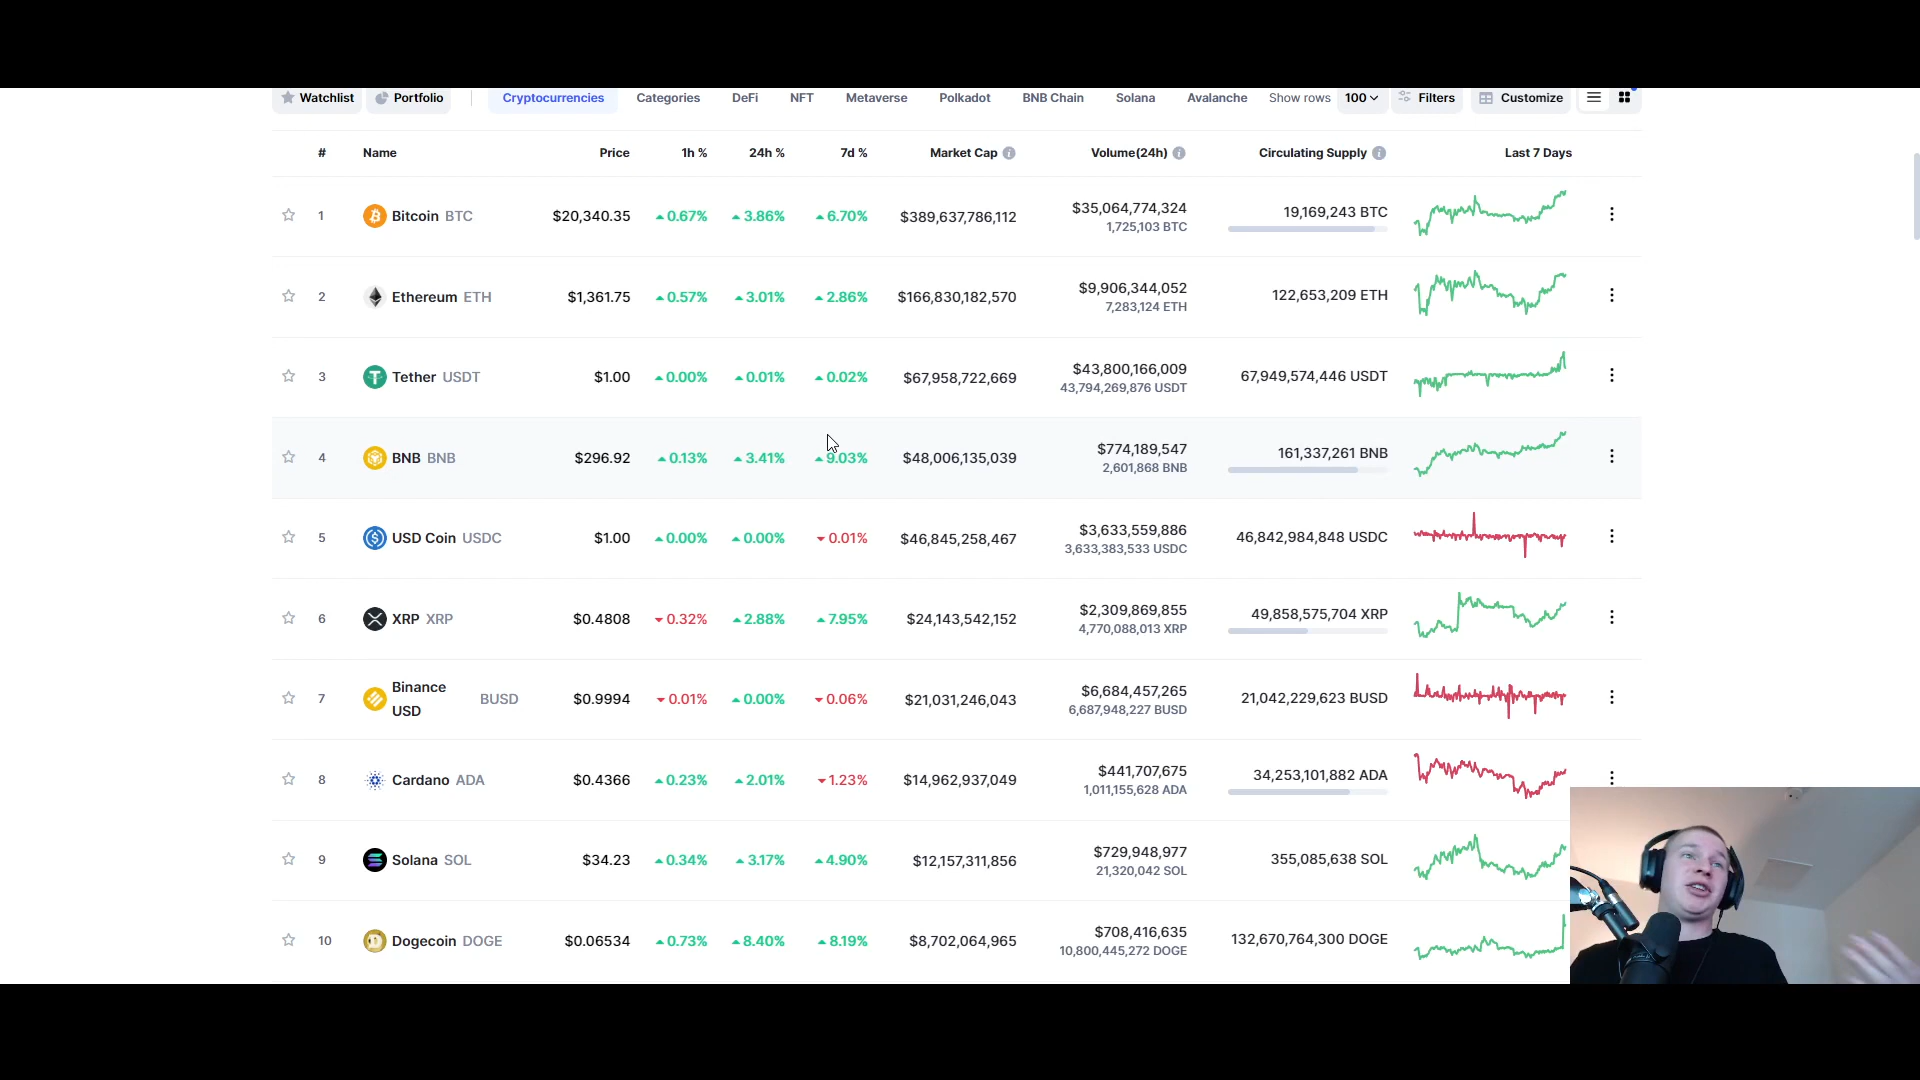 Watchlist Portfolio Cryptocurrencies Categories DeFi NFT Metaverse Polkadot BNB Chain Solana Avalanche Show rows 100 Filters Customize
# Name Price 1h % 24h % 7d % Market Cap Volume(24h) Circulating Supply Last 7 Days
1 Bitcoin BTC $20,340.35 0.67% 3.86% 6.70% $389,637,786,112 $35,064,774,324 19,169,243 BTC
1,725,103 BTC
2 Ethereum ETH $1,361.75 0.57% 3.01% 2.86% $166,830,182,570 $9,906,344,052 122,653,209 ETH
7,283,124 ETH
3 Tether USDT $1.00 0.00% 0.01% 0.02% $67,958,722,669 $43,800,166,009 67,949,574,446 USDT
43,794,269,876 USDT
4 BNB BNB $296.92 0.13% 3.41% 9.03% $48,006,135,039 $774,189,547 161,337,261 BNB
2,601,868 BNB
5 USD Coin USDC $1.00 0.00% 0.00% 0.01% $46,845,258,467 $3,633,559,886 46,842,984,848 USDC
3,633,383,533 USDC
6 XRP XRP $0.4808 0.32% 2.88% 7.95% $24,143,542,152 $2,309,869,855 49,858,575,704 XRP
4,770,088,013 XRP
7 Binance USD BUSD $0.9994 0.01% 0.00% 0.06% $21,031,246,043 $6,684,457,265 21,042,229,623 BUSD
6,687,948,227 BUSD
8 Cardano ADA $0.4366 0.23% 2.01% 1.23% $14,962,937,049 $441,707,675 34,253,101,882 ADA
1,011,155,628 ADA
9 Solana SOL $34.23 0.34% 3.17% 4.90% $12,157,311,856 $729,948,977 355,085,638 SOL
21,320,042 SOL
10 Dogecoin DOGE $0.06534 0.73% 8.40% 8.19% $8,702,064,965 $708,416,635 132,670,764,300 DOGE
10,800,445,272 DOGE